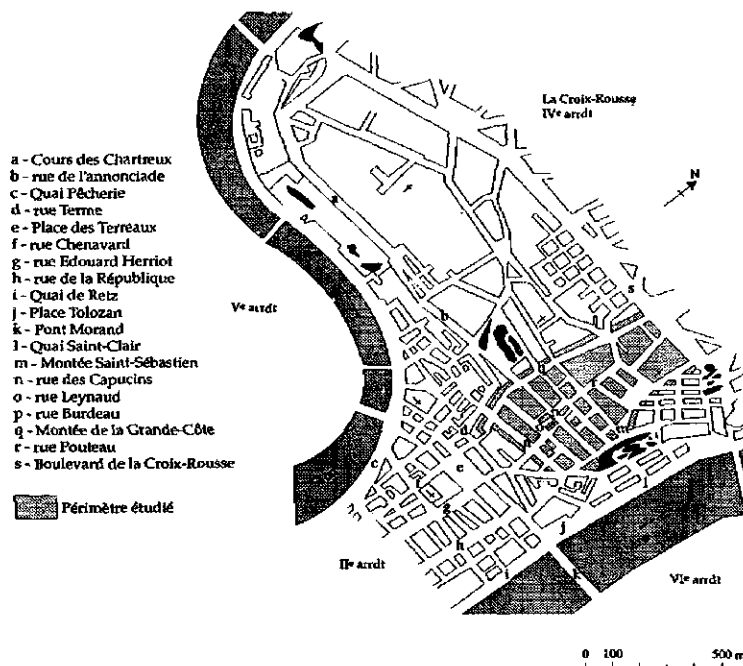 a - Cours des Chartreux
b - rue de l'annonciade
c - Quai Pêcherie
d - rue Terme
e - Place des Terreaux
f - rue Chenavard
g - rue Edouard Herriot
h - rue de la République
i - Quai de Retz
j - Place Tolozan
k - Pont Morand
l - Quai Saint-Clair
m - Montée Saint-Sébastien
n - rue des Capucins
o - rue Leynaud
p - rue Burdeau
q - Montée de la Grande-Côte
r - rue Pouteau
s - Boulevard de la Croix-Rousse
Périmètre étudié
La Croix-Rousse
IVe arrdt
N
Ve arrdt
IIe arrdt
VIe arrdt
a
b
s
r
q
m
n
d
c
e
g
h
i
j
k
l
0 100 500 m